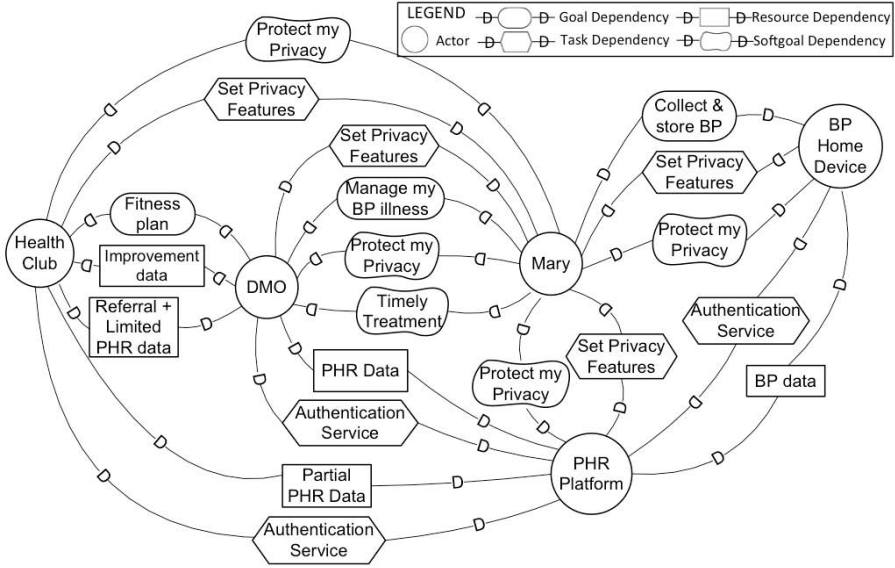 LEGEND
Goal Dependency
Resource Dependency
Actor
Task Dependency
Softgoal Dependency
Protect my
Privacy
Set Privacy
Features
Set Privacy
Features
Manage my
BP illness
Protect my
Privacy
Timely
Treatment
Collect &
store BP
Set Privacy
Features
Protect my
Privacy
BP
Home
Device
Fitness
plan
Improvement
data
Referral +
Limited
PHR data
Health
Club
DMO
Mary
PHR Data
Authentication
Service
Protect my
Privacy
Set Privacy
Features
Authentication
Service
BP data
Partial
PHR Data
Authentication
Service
PHR
Platform